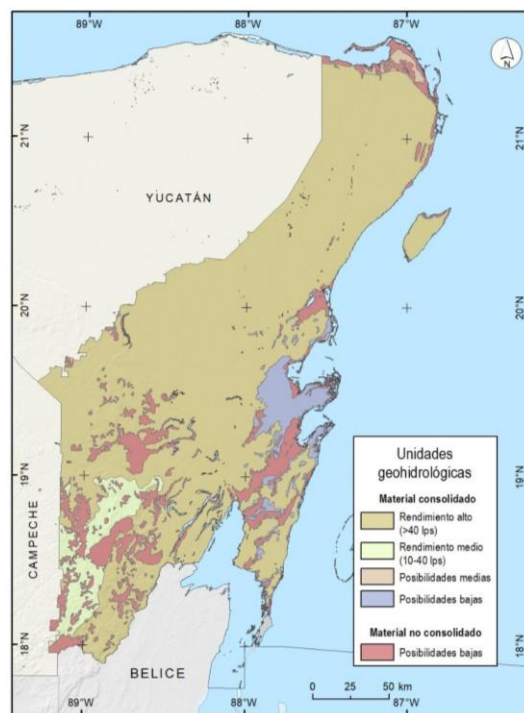 89°W
88°W
87°W
N
21°N
21°N
YUCATÁN
20°N
20°N
19°N
19°N
CAMPECHE
18°N
18°N
BELICE
Unidades
geohidrológicas
Material consolidado
Rendimiento alto
(>40 lps)
Rendimiento medio
(10-40 lps)
Posibilidades medias
Posibilidades bajas
Material no consolidado
Posibilidades bajas
0 25 50 km
89°W
88°W
87°W